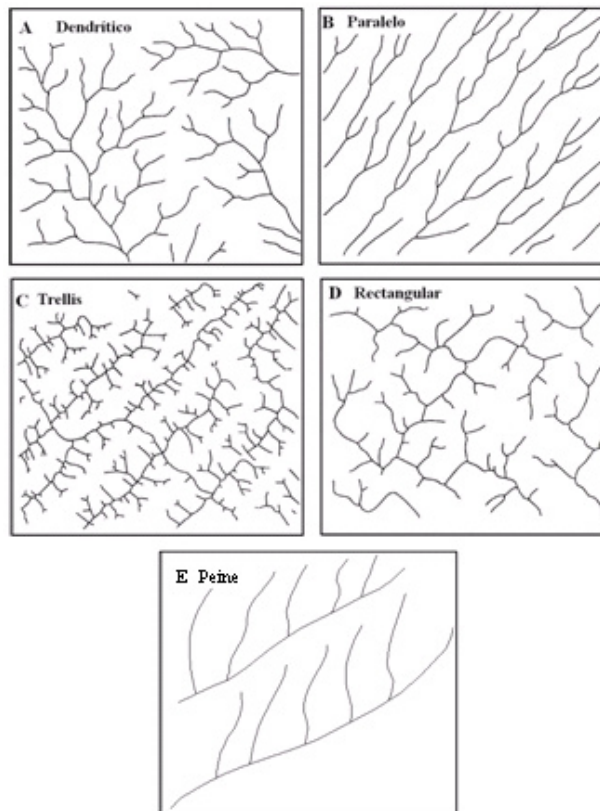 A Dendrítico
B Paralelo
C Trellis
D Rectangular
E Peine